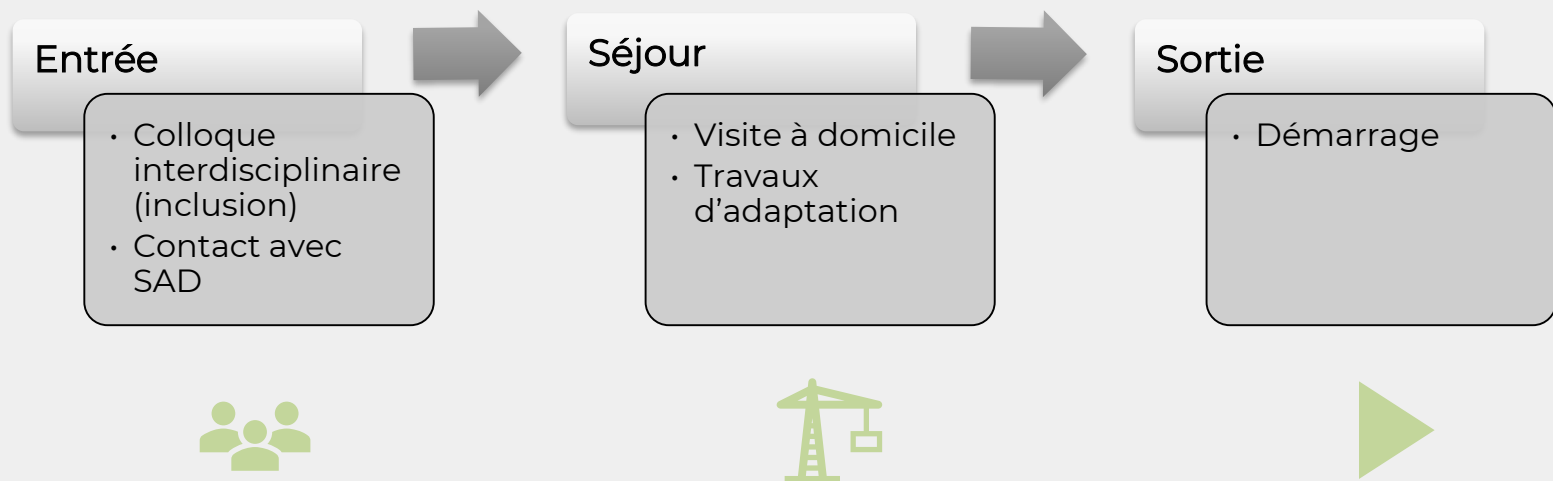 Entrée
• Colloque
interdisciplinaire
(inclusion)
• Contact avec
SAD
Séjour
• Visite à domicile
• Travaux
d’adaptation
Sortie
• Démarrage